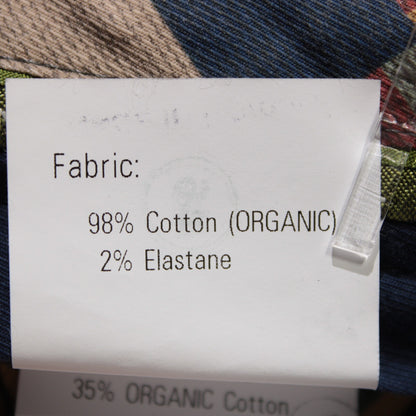 Fabric:
98% Cotton (ORGANIC)
2% Elastane
35% ORGANIC Cotton